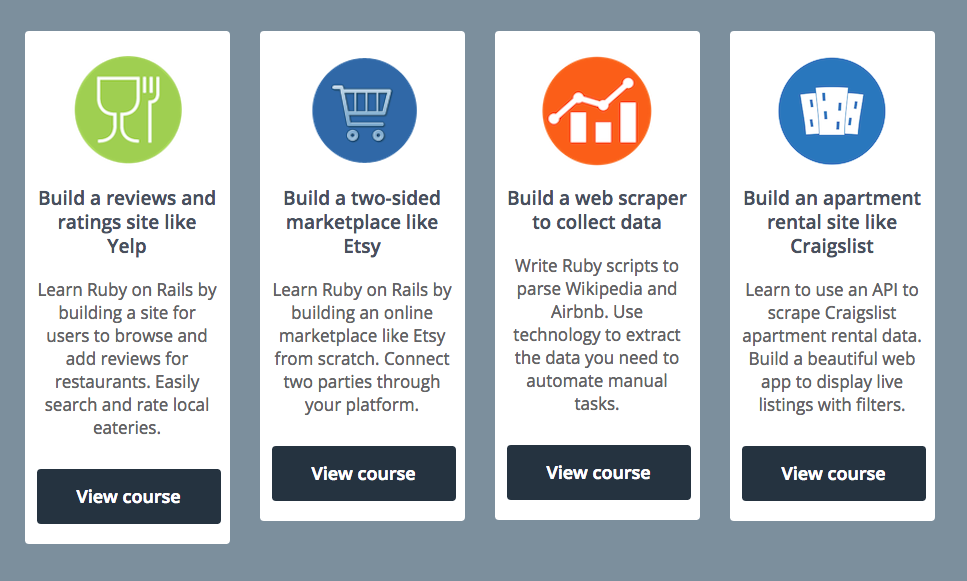 Build a reviews and
ratings site like
Yelp
Learn Ruby on Rails by
building a site for
users to browse and
add reviews for
restaurants. Easily
search and rate local
eateries.
View course
Build a two-sided
marketplace like
Etsy
Learn Ruby on Rails by
building an online
marketplace like Etsy
from scratch. Connect
two parties through
your platform.
View course
Build a web scraper
to collect data
Write Ruby scripts to
parse Wikipedia and
Airbnb. Use
technology to extract
the data you need to
automate manual
tasks.
View course
Build an apartment
rental site like
Craigslist
Learn to use an API to
scrape Craigslist
apartment rental data.
Build a beautiful web
app to display live
listings with filters.
View course